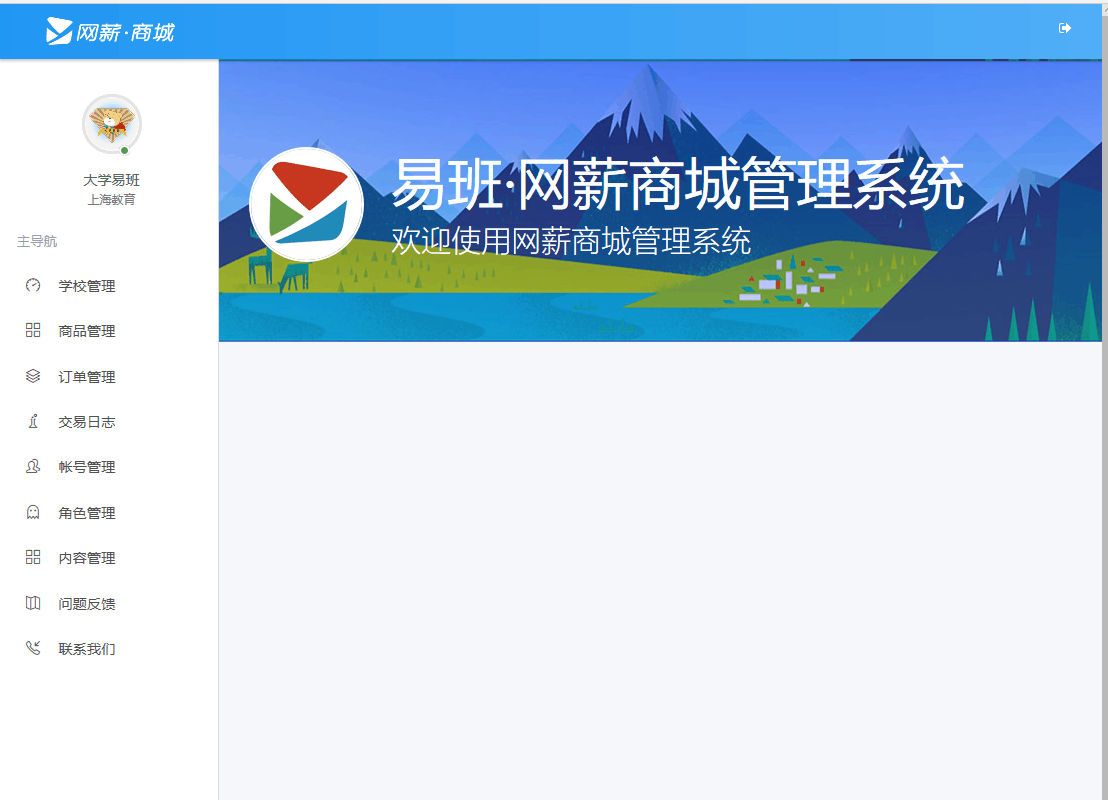 网薪·商城
大学易班
上海教育
主导航
学校管理
商品管理
订单管理
交易日志
帐号管理
角色管理
内容管理
问题反馈
联系我们
易班·网薪商城管理系统
欢迎使用网薪商城管理系统